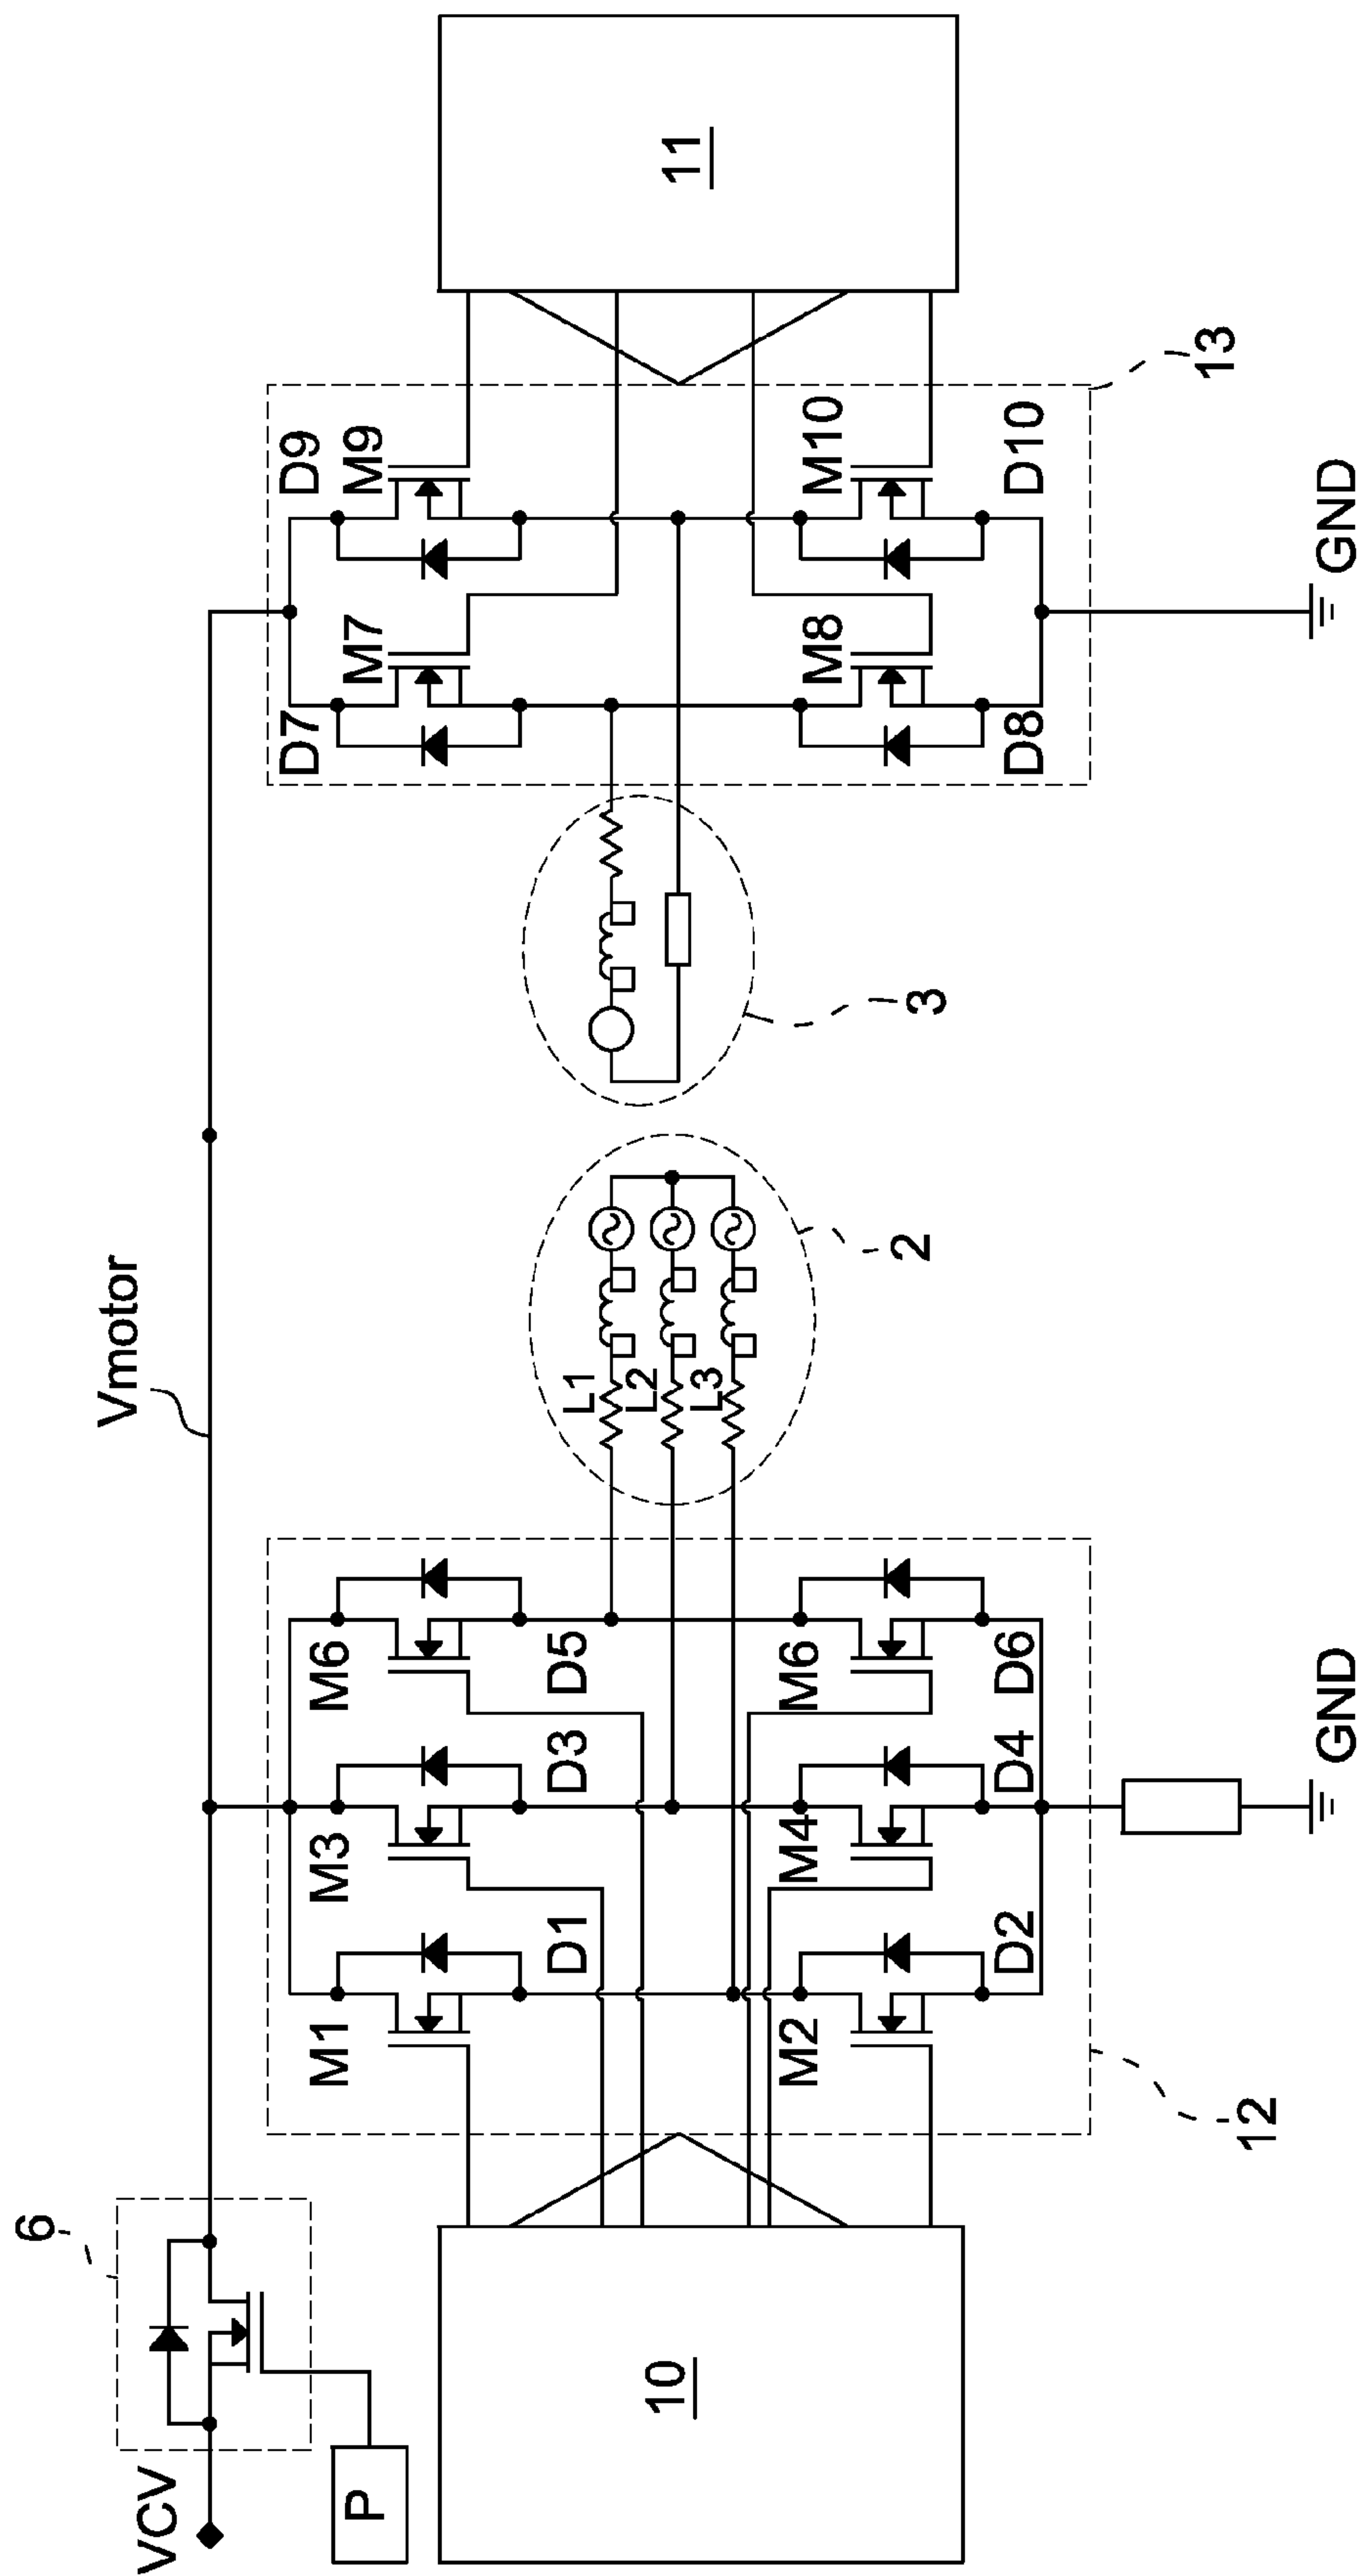 6
VCV
P
Vmotor
M1
D1
M3
D3
M6
D5
M2
D2
M4
D4
M6
D6
10
12
GND
L1
L2
L3
2
3
D7
M7
D9
M9
M8
D8
M10
D10
13
11
GND